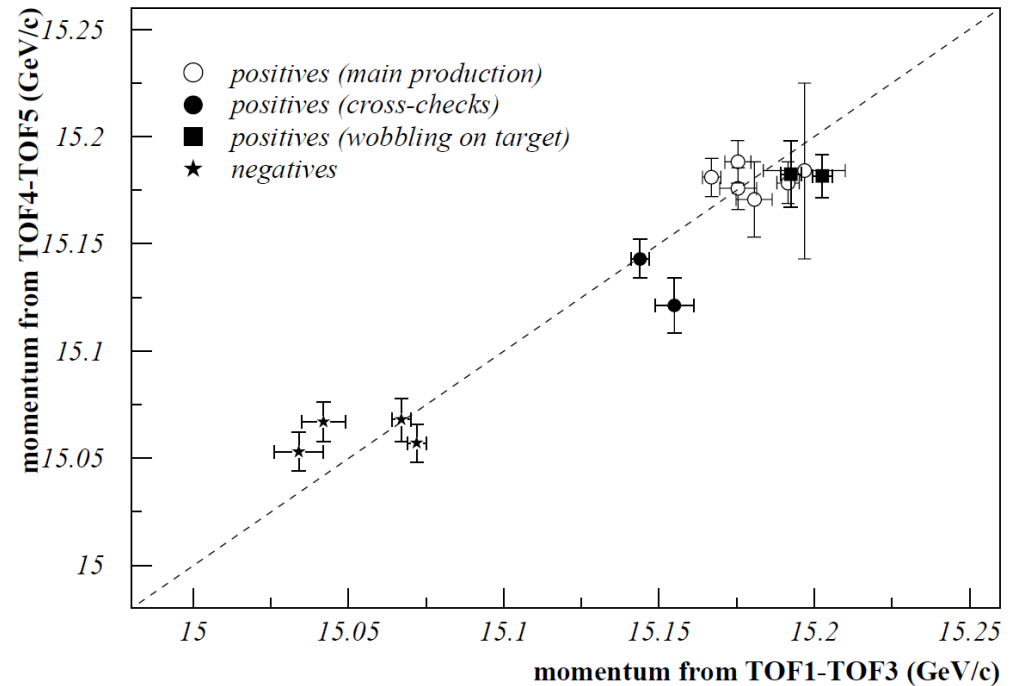 momentum from TOF4-TOF5 (GeV/c)
15.25
15.2
15.15
15.1
15.05
15
positives (main production)
positives (cross-checks)
positives (wobbling on target)
negatives
15 15.05 15.1 15.15 15.2 15.25
momentum from TOF1-TOF3 (GeV/c)